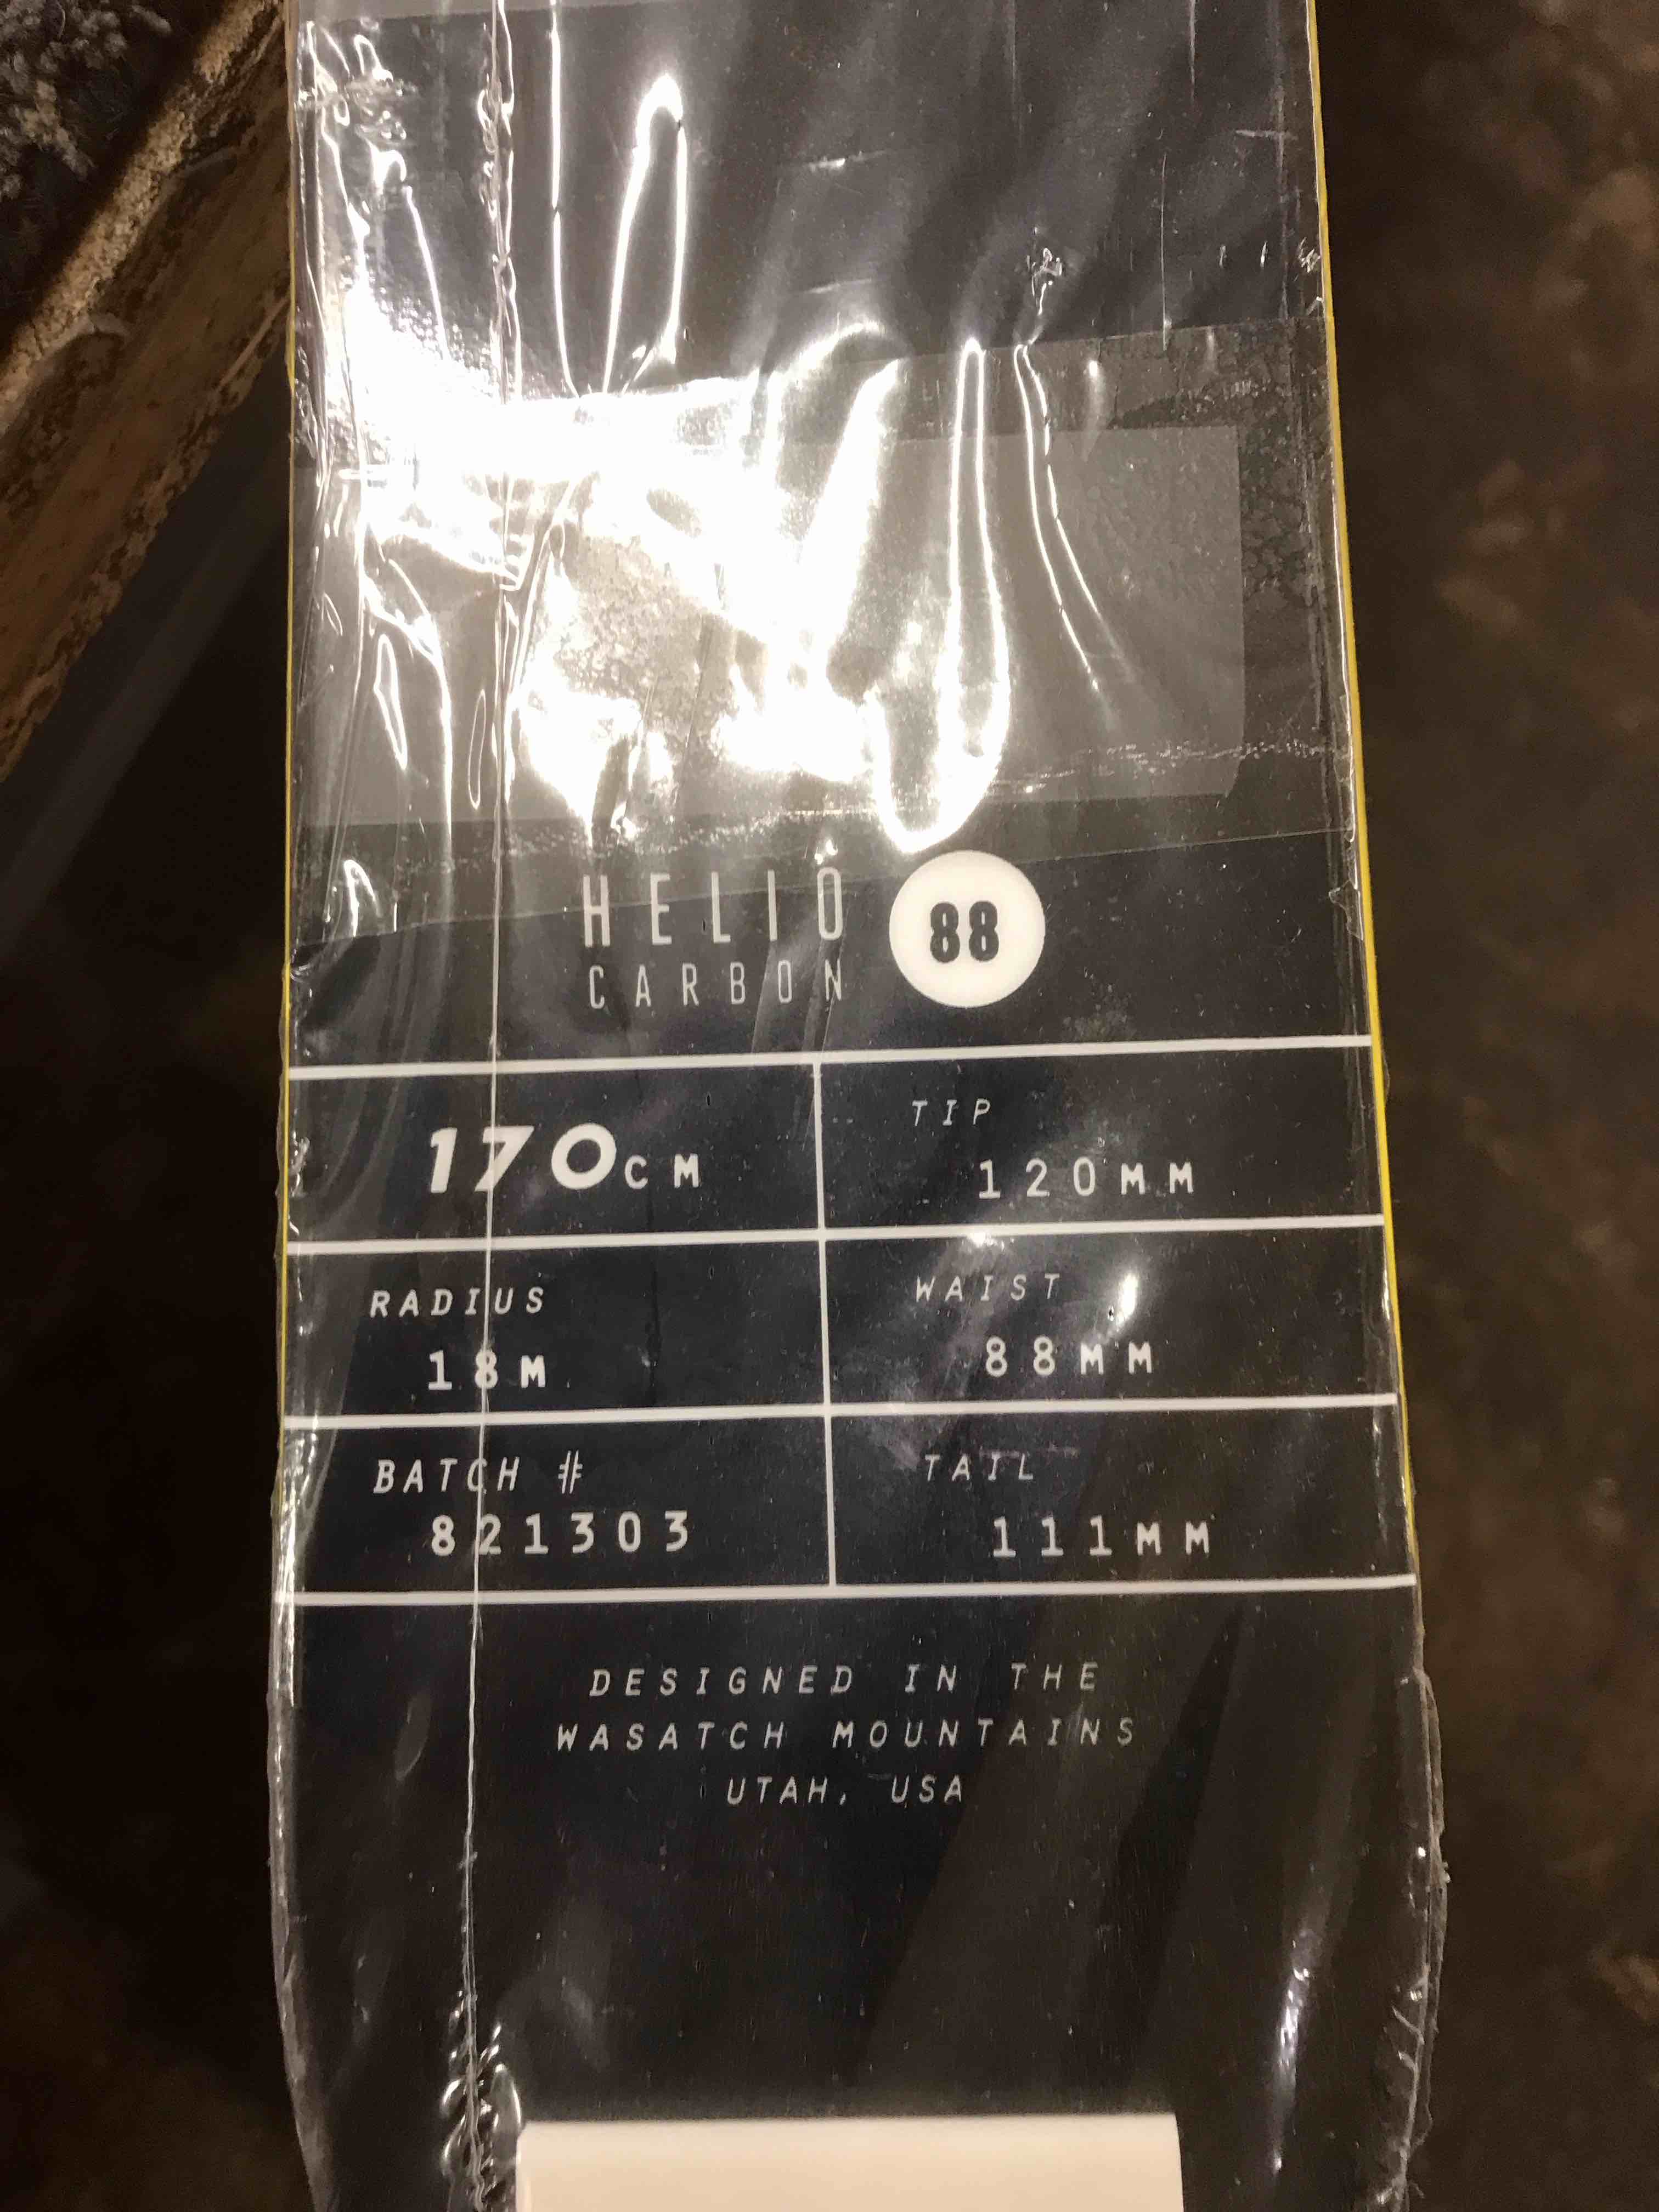 HELIO 88
CARBON
170CM
TIP
120MM
RADIUS
18M
WAIST
88MM
BATCH #
821303
TAIL
111MM
DESIGNED IN THE
WASATCH MOUNTAINS
UTAH, USA